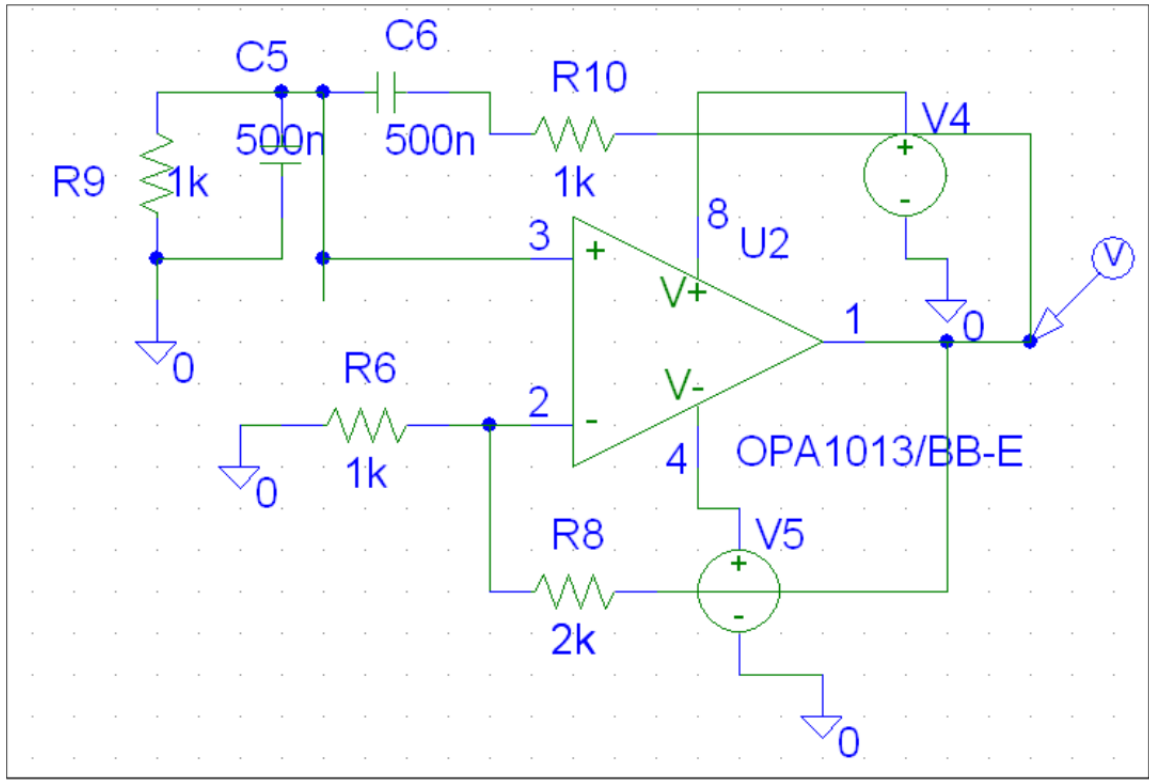 C6
C5
R10
500n
500n
V4
R9
1k
1k
+
-
8
3
U2
+
V
V+
1
0
0
R6
V-
2
-
1k
4
OPA1013/BB-E
0
R8
V5
+
-
2k
0